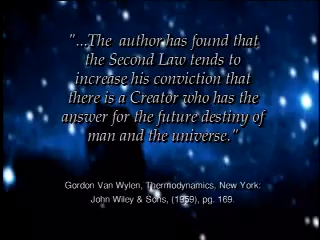 "...The author has found that
the Second Law tends to
increase his conviction that
there is a Creator who has the
answer for the future destiny of
man and the universe."
Gordon Van Wylen, Thermodynamics, New York:
John Wiley & Sons, (1959), pg. 169.